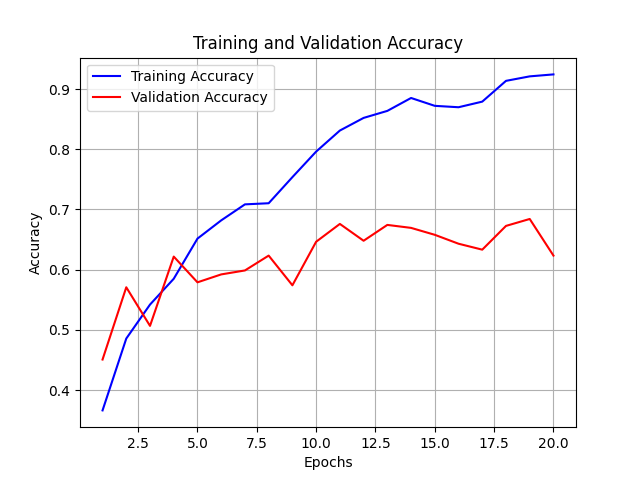 Training and Validation Accuracy
Training Accuracy
Validation Accuracy
Accuracy
0.9
0.8
0.7
0.6
0.5
0.4
2.5 5.0 7.5 10.0 12.5 15.0 17.5 20.0
Epochs